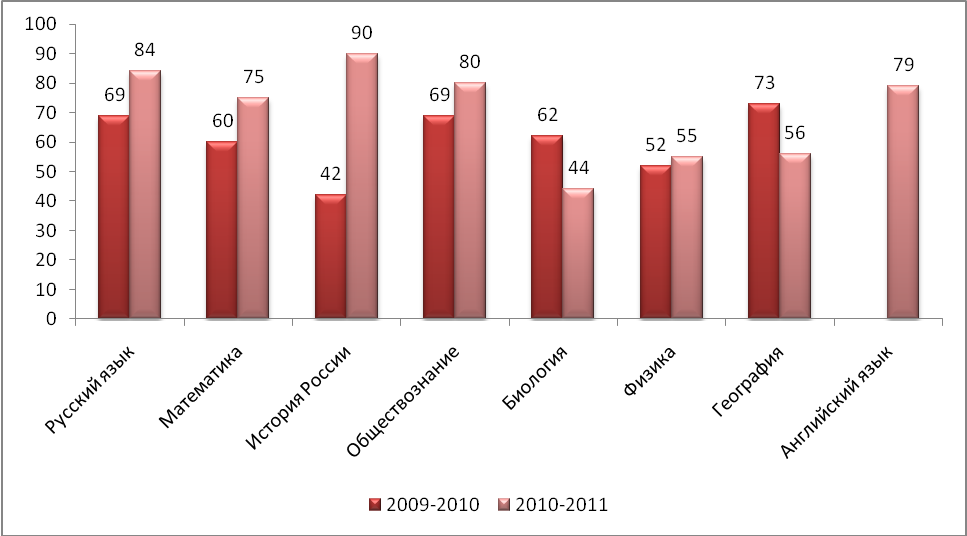 100
90
80
70
60
50
40
30
20
10
0
69 84
60 75
42 90
69 80
62 44
52 55
73 56
79
Русский язык
Математика
История России
Обществознание
Биология
Физика
География
Английский язык
2009-2010 2010-2011